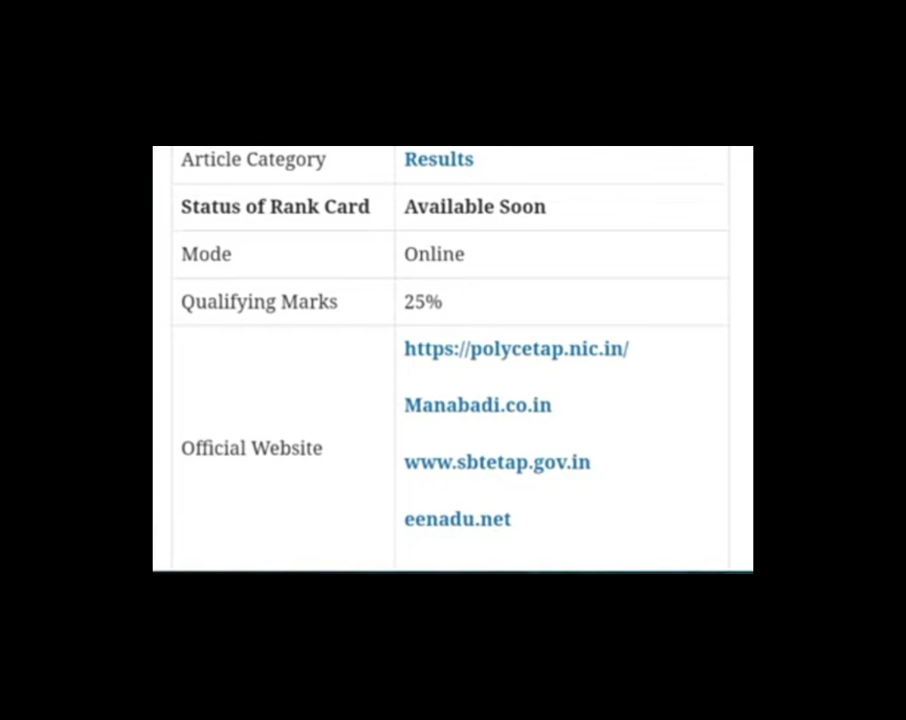 Article Category Results
Status of Rank Card Available Soon
Mode Online
Qualifying Marks 25%
Official Website
https://polycetap.nic.in/
Manabadi.co.in
www.sbtetap.gov.in
eenadu.net